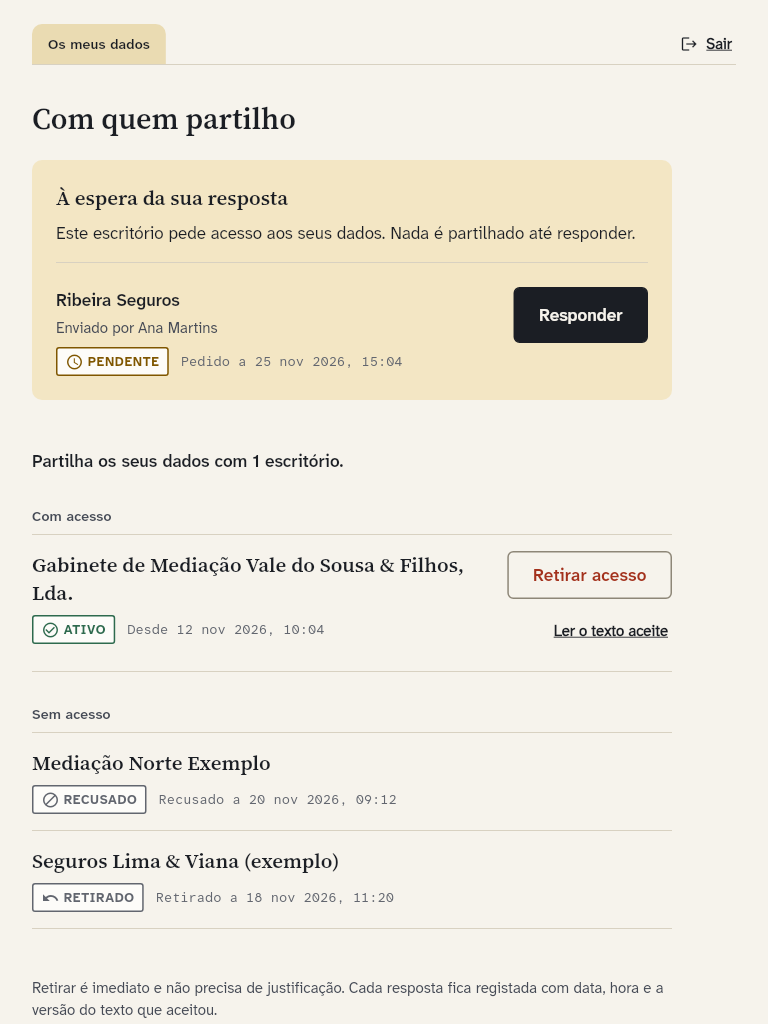 Os meus dados
Sair
Com quem partilho
À espera da sua resposta
Este escritório pede acesso aos seus dados. Nada é partilhado até responder.
Ribeira Seguros
Responder
Enviado por Ana Martins
PENDENTE Pedido a 25 nov 2026, 15:04
Partilha os seus dados com 1 escritório.
Com acesso
Gabinete de Mediação Vale do Sousa & Filhos,
Lda.
Retirar acesso
ATIVO Desde 12 nov 2026, 10:04
Ler o texto aceite
Sem acesso
Mediação Norte Exemplo
RECUSADO Recusado a 20 nov 2026, 09:12
Seguros Lima & Viana (exemplo)
RETIRADO Retirado a 18 nov 2026, 11:20
Retirar é imediato e não precisa de justificação. Cada resposta fica registada com data, hora e a
versão do texto que aceitou.